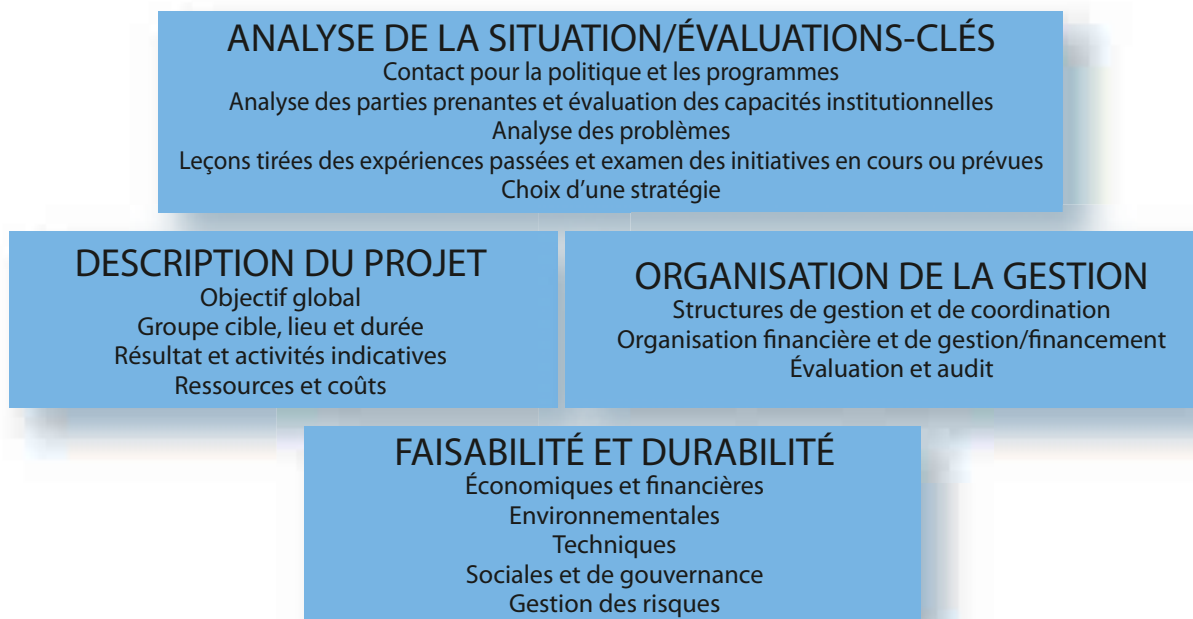 ANALYSE DE LA SITUATION/ÉVALUATIONS-CLÉS
Contact pour la politique et les programmes
Analyse des parties prenantes et évaluation des capacités institutionnelles
Analyse des problèmes
Leçons tirées des expériences passées et examen des initiatives en cours ou prévues
Choix d’une stratégie
DESCRIPTION DU PROJET
Objectif global
Groupe cible, lieu et durée
Résultat et activités indicatives
Ressources et coûts
ORGANISATION DE LA GESTION
Structures de gestion et de coordination
Organisation financière et de gestion/financement
Évaluation et audit
FAISABILITÉ ET DURABILITÉ
Économiques et financières
Environnementales
Techniques
Sociales et de gouvernance
Gestion des risques